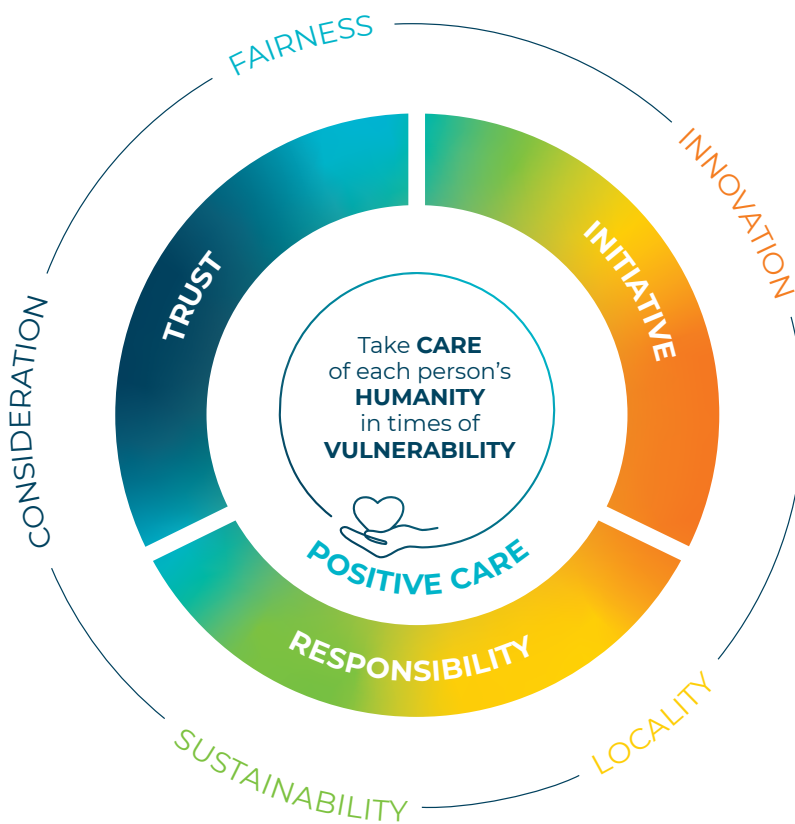 FAIRNESS
INNOVATION
TRUST
INITIATIVE
Take CARE
of each person's
HUMANITY
in times of
VULNERABILITY
CONSIDERATION
POSITIVE CARE
RESPONSIBILITY
LOCALITY
SUSTAINABILITY